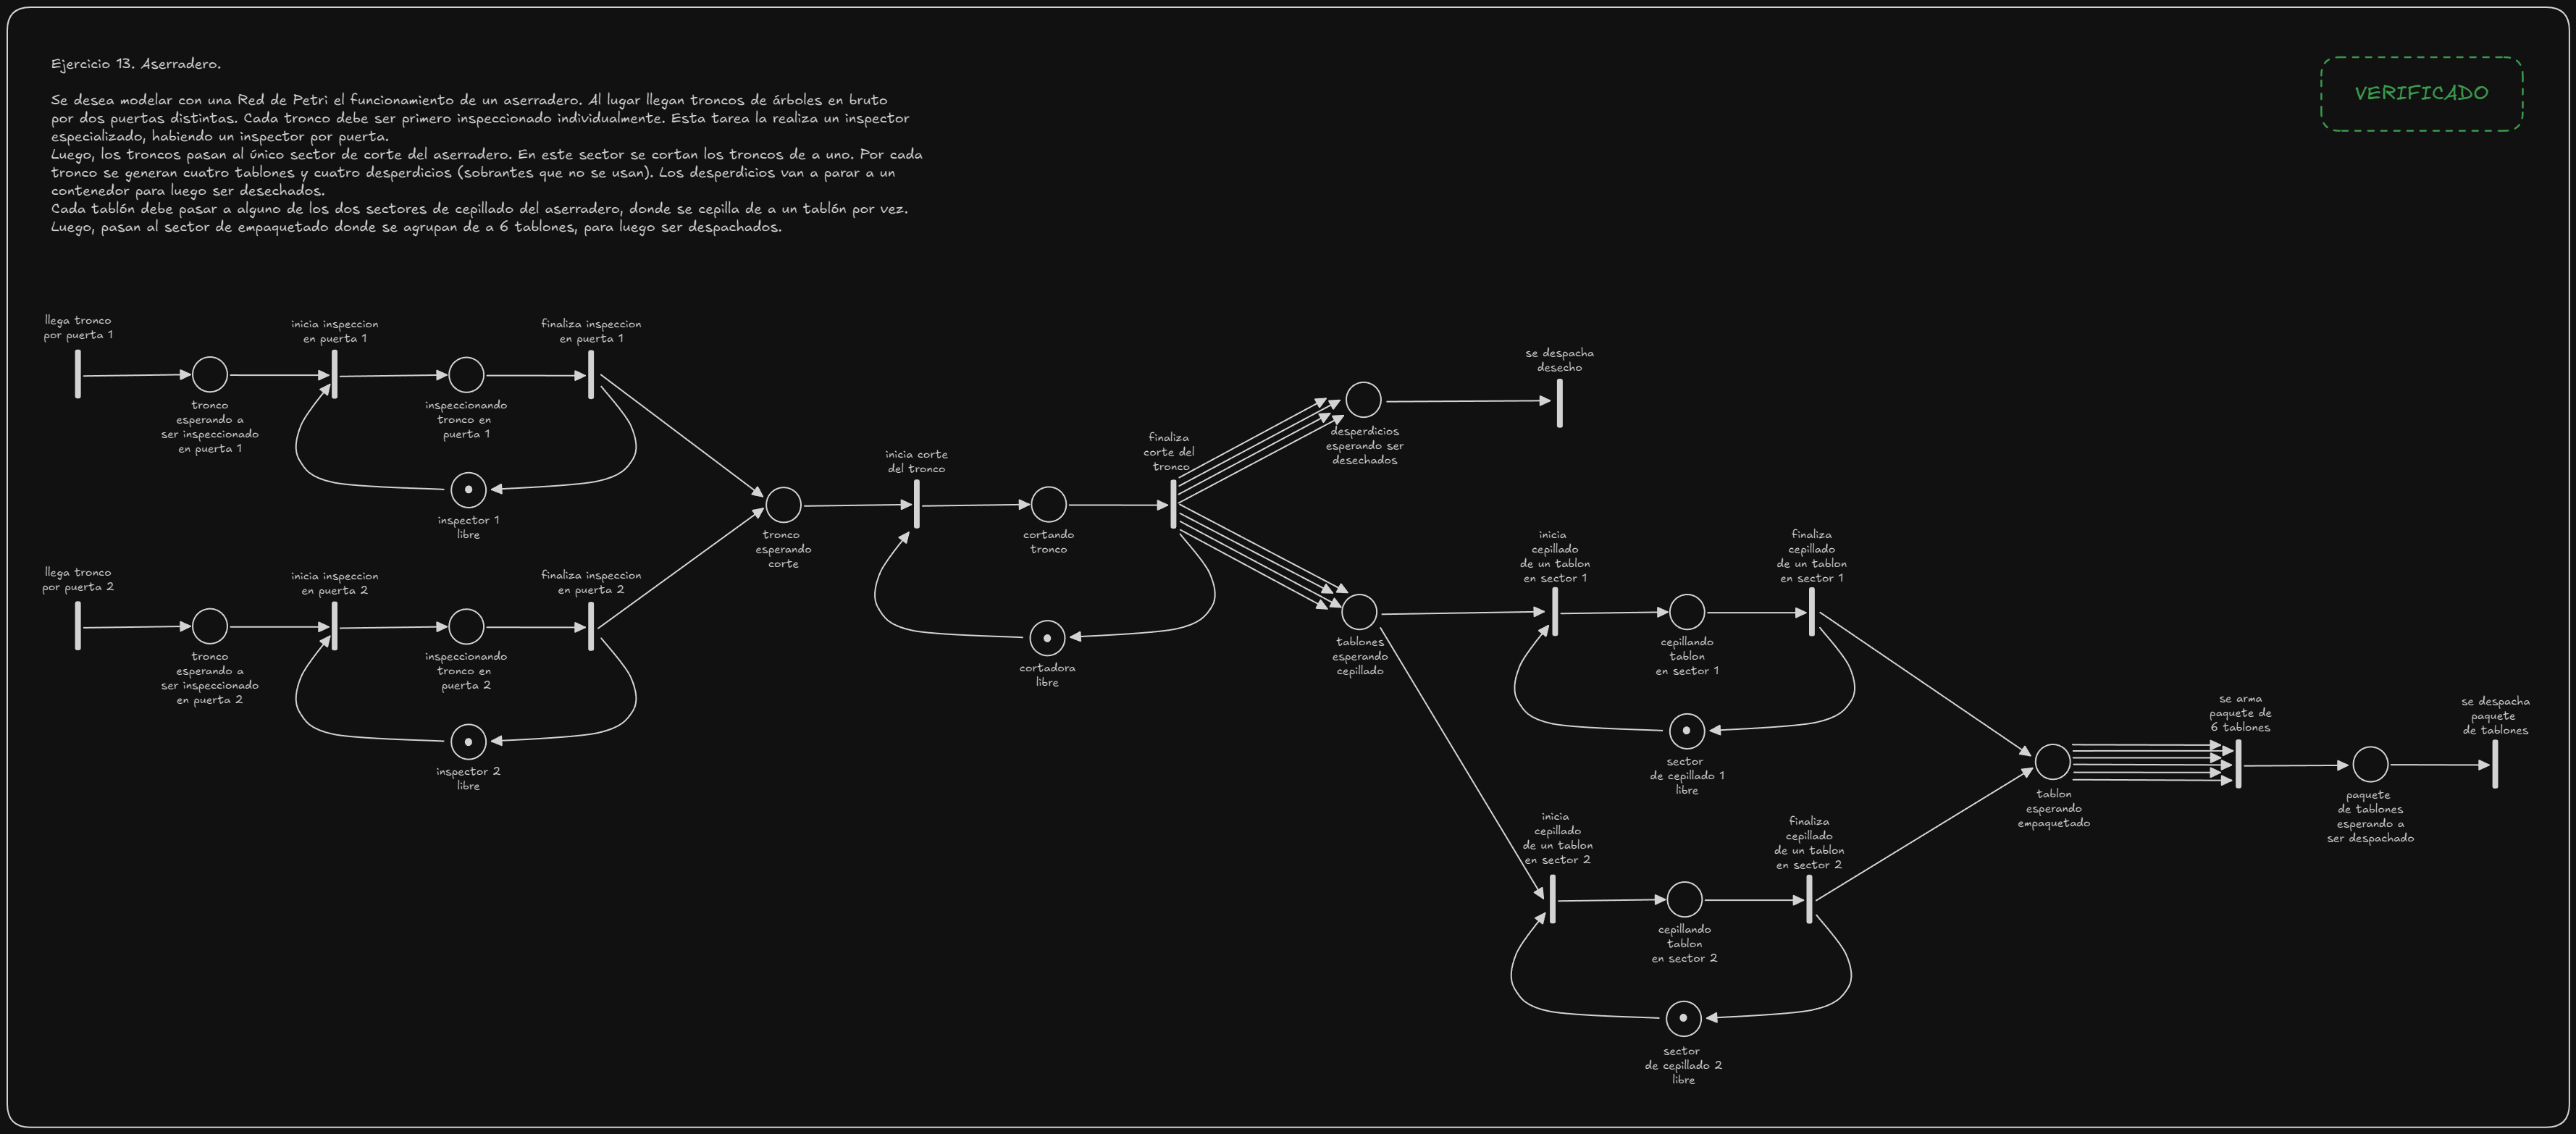 Ejercicio 13. Aserradero.
VERIFICADO
Se desea modelar con una Red de Petri el funcionamiento de un aserradero. Al lugar llegan troncos de árboles en bruto
por dos puertas distintas. Cada tronco debe ser primero inspeccionado individualmente. Esta tarea la realiza un inspector
especializado, habiendo un inspector por puerta.
Luego, los troncos pasan al único sector de corte del aserradero. En este sector se cortan los troncos de a uno. Por cada
tronco se generan cuatro tablones y cuatro desperdicios (sobrantes que no se usan). Los desperdicios van a parar a un
contenedor para luego ser desechados.
Cada tablón debe pasar a alguno de los dos sectores de cepillado del aserradero, donde se cepilla de a un tablón por vez.
Luego, pasan al sector de empaquetado donde se agrupan de a 6 tablones, para luego ser despachados.
llega tronco
por puerta 1
inicia inspeccion
en puerta 1
finaliza inspeccion
en puerta 1
tronco
esperando a
ser inspeccionado
en puerta 1
inspeccionando
tronco en
puerta 1
inspector 1
libre
llega tronco
por puerta 2
inicia inspeccion
en puerta 2
finaliza inspeccion
en puerta 2
tronco
esperando a
ser inspeccionado
en puerta 2
inspeccionando
tronco en
puerta 2
inspector 2
libre
tronco
esperando
corte
inicia corte
del tronco
cortando
tronco
finaliza
corte del
tronco
cortadora
libre
desperdicios
esperando ser
desechados
se despacha
desecho
tablones
esperando
cepillado
inicia
cepillado
de un tablon
en sector 1
cepillando
tablon
en sector 1
finaliza
cepillado
de un tablon
en sector 1
sector
de cepillado 1
libre
inicia
cepillado
de un tablon
en sector 2
cepillando
tablon
en sector 2
finaliza
cepillado
de un tablon
en sector 2
sector
de cepillado 2
libre
tablon
esperando
empaquetado
se arma
paquete de
6 tablones
paquete
de tablones
esperando a
ser despachado
se despacha
paquete
de tablones